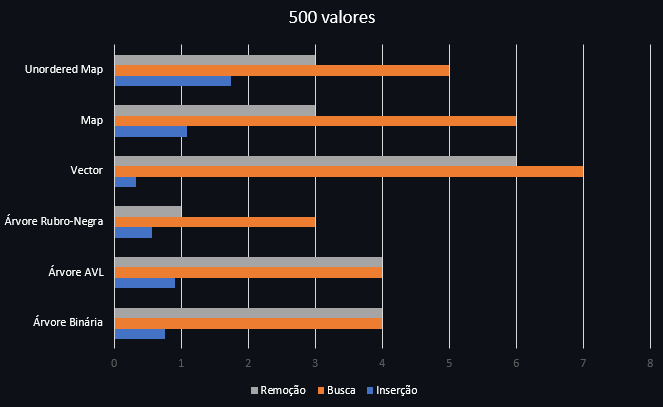 500 valores
Unordered Map
Map
Vector
Árvore Rubro-Negra
Árvore AVL
Árvore Binária
0 1 2 3 4 5 6 7 8
Remoção Busca Inserção